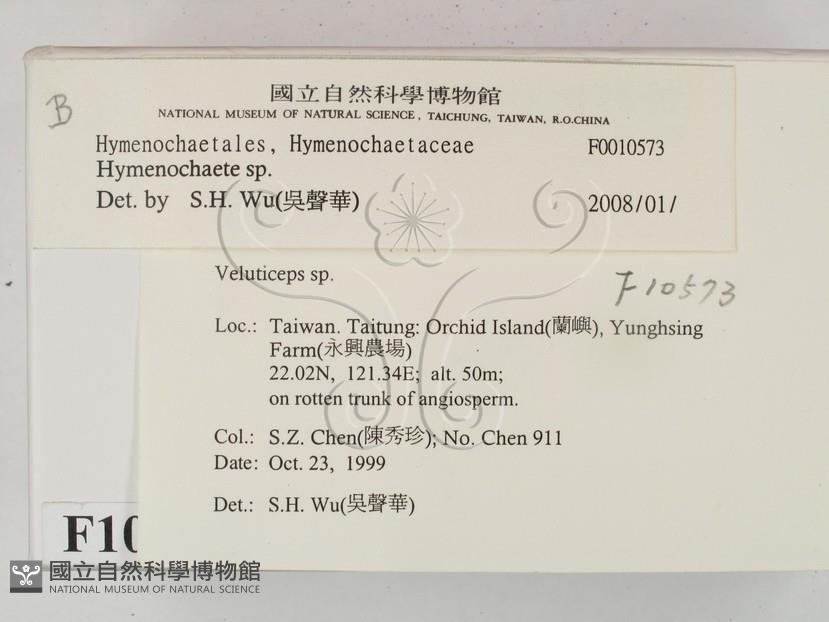 B
國立自然科學博物館
NATIONAL MUSEUM OF NATURAL SCIENCE, TAICHUNG, TAIWAN, R.O.CHINA
Hymenochaetales, Hymenochaetaceae F0010573
Hymenochaete sp.
Det. by S.H. Wu(吳聲華) 2008/01/
Veluticeps sp.
F10573
Loc.: Taiwan. Taitung: Orchid Island(蘭嶼), Yunghsing
Farm(永興農場)
22.02N, 121.34E; alt. 50m;
on rotten trunk of angiosperm.
Col.: S.Z. Chen(陳秀珍); No. Chen 911
Date: Oct. 23, 1999
Det.: S.H. Wu(吳聲華)
F10
國立自然科學博物館
NATIONAL MUSEUM OF NATURAL SCIENCE